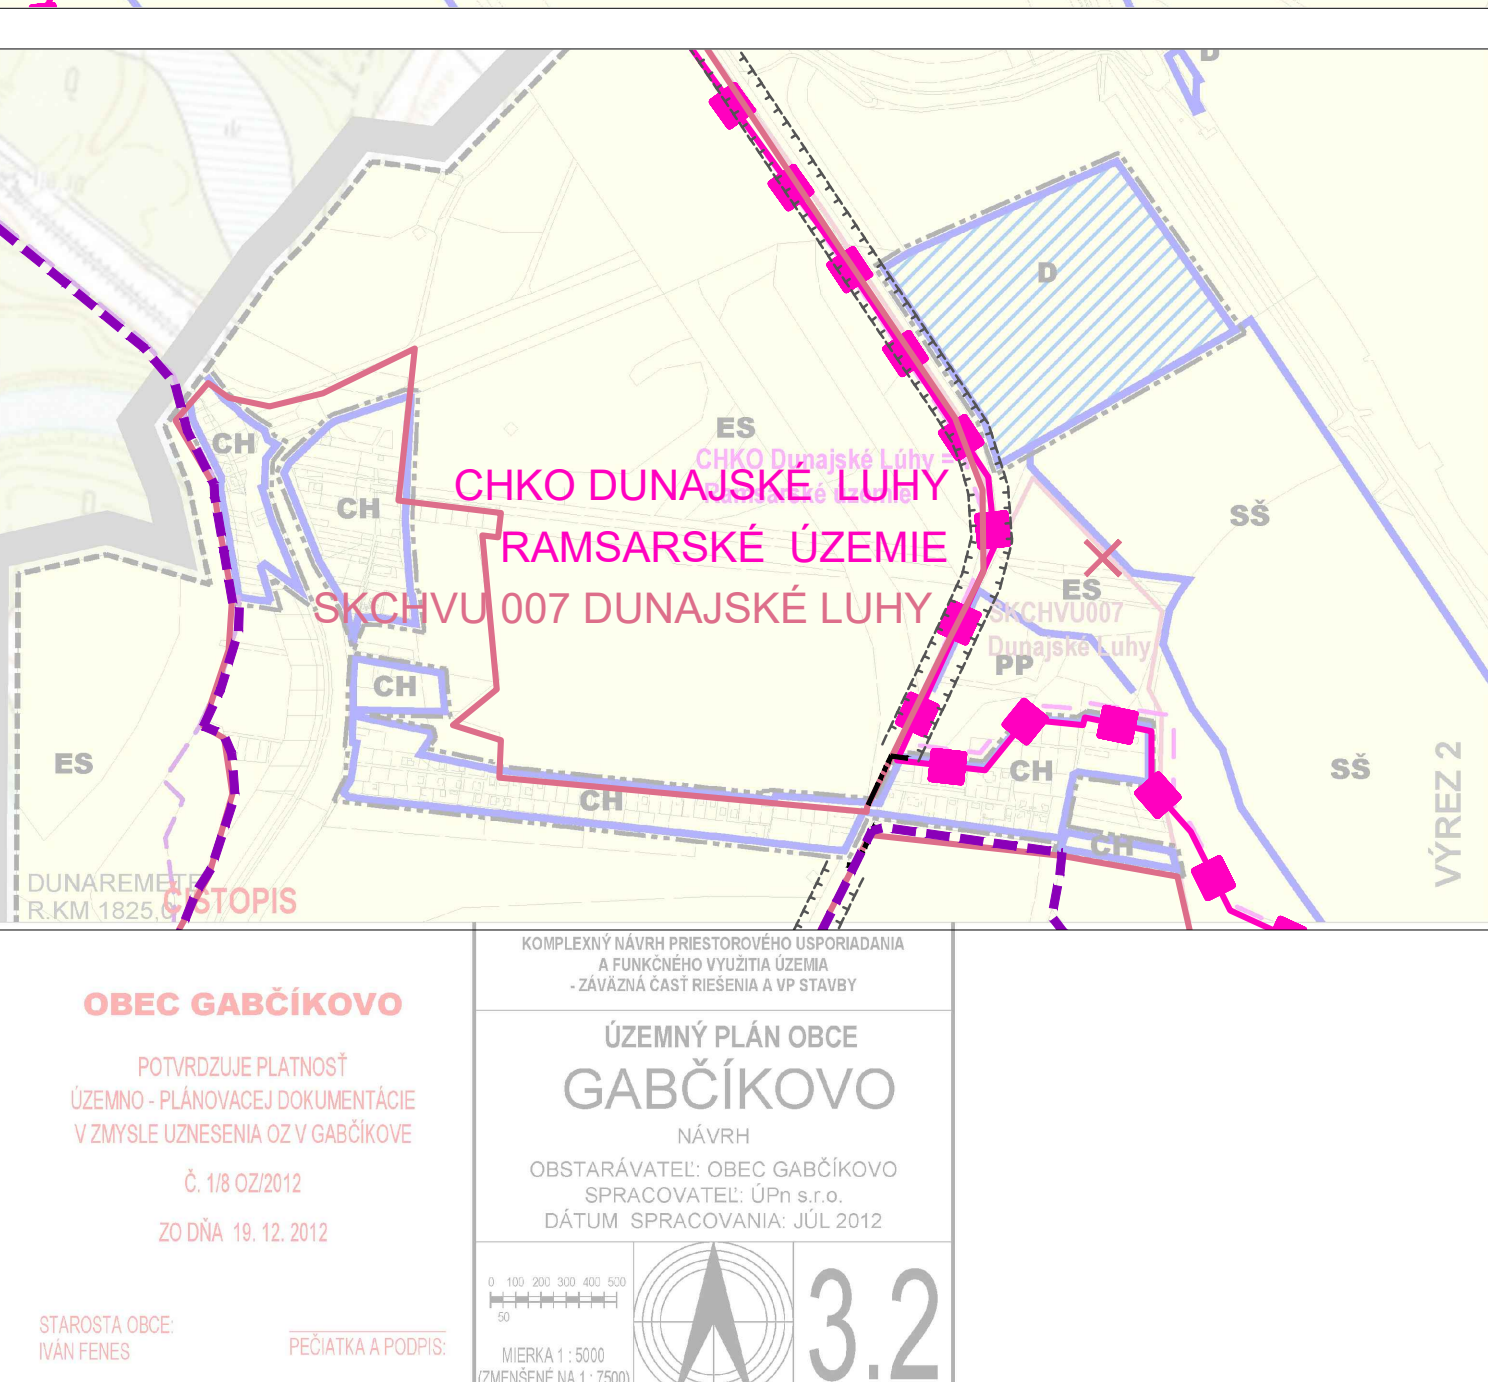 Q
D
D
CH
ES
CHKO Dunajské Lúhy =
CHKO DUNAJSKÉ LUHY
Ramsarské územie
CH
SŠ
RAMSARSKÉ ÚZEMIE
ES
SKCHVU 007 DUNAJSKÉ LUHY
SKCHVU007
Dunajské Luhy
PP
CH
ES
CH
SŠ
CH
CH
VÝREZ 2
DUNAREMETE
R.KM 1825,0
ČISTOPIS
KOMPLEXNÝ NÁVRH PRIESTOROVÉHO USPORIADANIA
A FUNKČNÉHO VYUŽITIA ÚZEMIA
- ZÁVÄZNÁ ČASŤ RIEŠENIA A VP STAVBY
OBEC GABČÍKOVO
POTVRDZUJE PLATNOSŤ
ÚZEMNO - PLÁNOVACEJ DOKUMENTÁCIE
V ZMYSLE UZNESENIA OZ V GABČÍKOVE
Č. 1/8 OZ/2012
ZO DŇA 19. 12. 2012
STAROSTA OBCE:
IVÁN FENES
PEČIATKA A PODPIS:
ÚZEMNÝ PLÁN OBCE
GABČÍKOVO
NÁVRH
OBSTARÁVATEĽ: OBEC GABČÍKOVO
SPRACOVATEĽ: ÚPn s.r.o.
DÁTUM SPRACOVANIA: JÚL 2012
0 100 200 300 400 500
50
MIERKA 1 : 5000
(ZMENŠENÉ NA 1 : 7500)
3.2